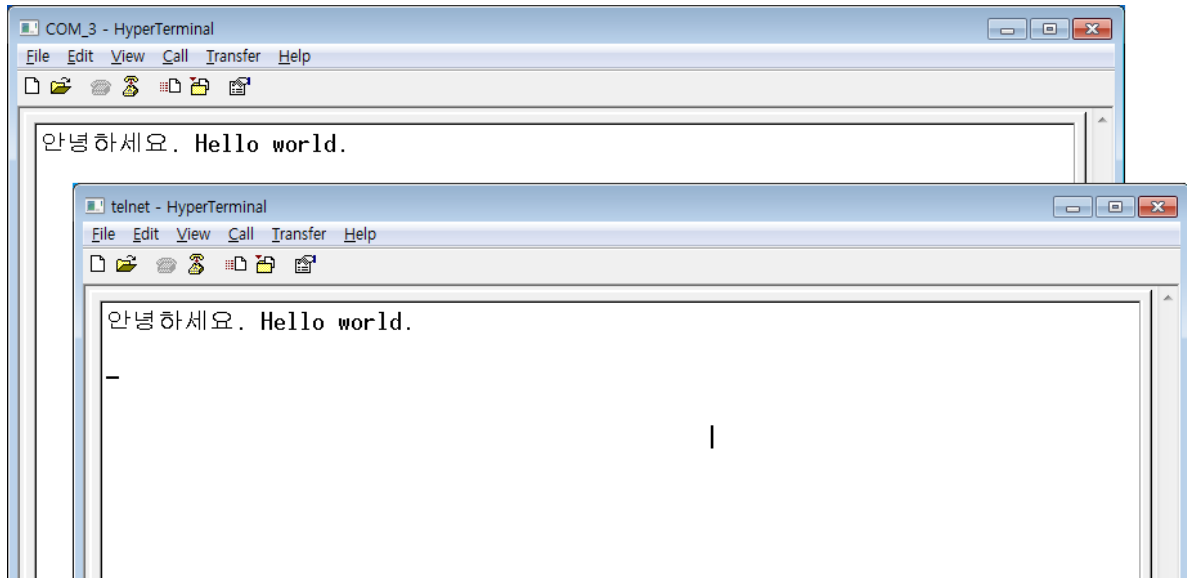 COM_3 - HyperTerminal
File Edit View Call Transfer Help
안녕하세요. Hello world.
telnet - HyperTerminal
File Edit View Call Transfer Help
안녕하세요. Hello world.